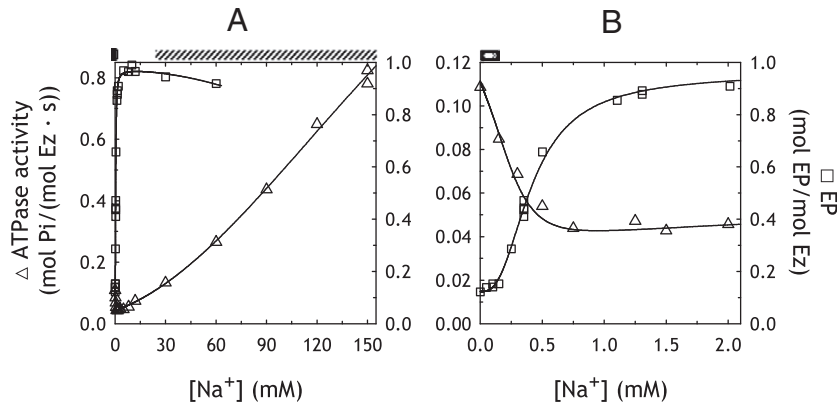 A
B
△ ATPase activity
(mol Pi/(mol Ez · s))
0.8
0.6
0.4
0.2
0.0
1.0
0.8
0.6
0.4
0.2
0.0
0 30 60 90 120 150
[Na⁺] (mM)
0.12
0.10
0.08
0.06
0.04
0.02
0.00
1.0
0.8
0.6
0.4
0.2
0.0
0.0 0.5 1.0 1.5 2.0
[Na⁺] (mM)
□ EP
(mol EP/mol Ez)